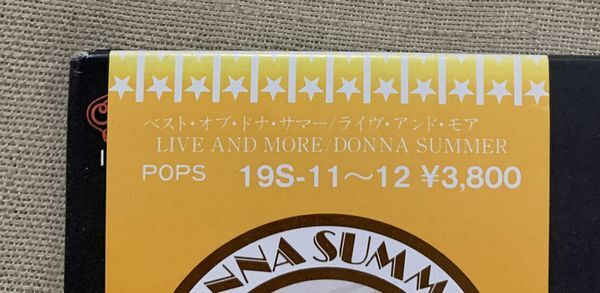 ベスト・オブ・ドナ・サマー/ライヴ・アンド・モア
LIVE AND MORE/DONNA SUMMER
POPS 19S-11〜12 ¥3,800
NNA SUMM